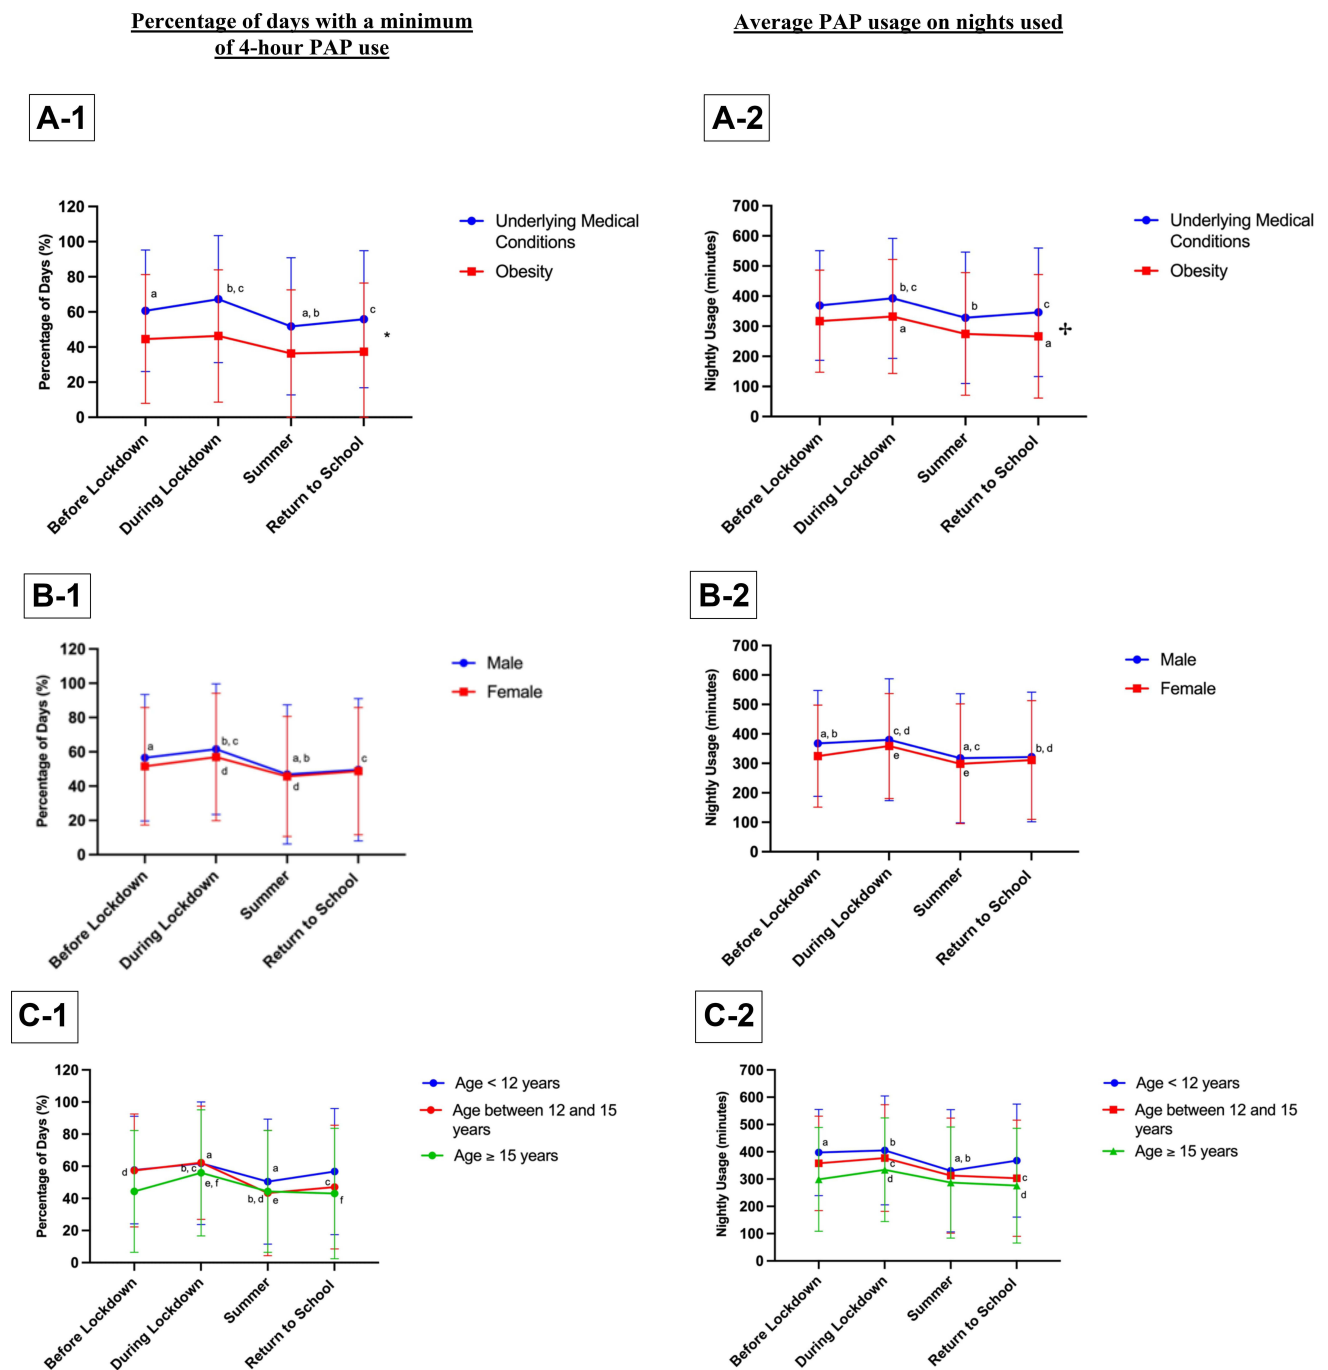 Percentage of days with a minimum
of 4-hour PAP use
Average PAP usage on nights used
A-1
120
100
80
60
40
20
0
Percentage of Days (%)
a
b, c
a, b
c
*
Underlying Medical
Conditions
Obesity
Before Lockdown
During Lockdown
Summer
Return to School
A-2
700
600
500
400
300
200
100
0
Nightly Usage (minutes)
b, c
a
b
c
a
✢
Underlying Medical
Conditions
Obesity
Before Lockdown
During Lockdown
Summer
Return to School
B-1
120
100
80
60
40
20
0
Percentage of Days (%)
a
b, c
d
a, b
d
c
Male
Female
Before Lockdown
During Lockdown
Summer
Return to School
B-2
700
600
500
400
300
200
100
0
Nightly Usage (minutes)
a, b
c, d
e
a, c
e
b, d
Male
Female
Before Lockdown
During Lockdown
Summer
Return to School
C-1
120
100
80
60
40
20
0
Percentage of Days (%)
d
a
b, c
e, f
a
b, d
e
c
f
Age < 12 years
Age between 12 and 15
years
Age ≥ 15 years
Before Lockdown
During Lockdown
Summer
Return to School
C-2
700
600
500
400
300
200
100
0
Nightly Usage (minutes)
a
b
c
d
a, b
c
d
Age < 12 years
Age between 12 and 15
years
Age ≥ 15 years
Before Lockdown
During Lockdown
Summer
Return to School